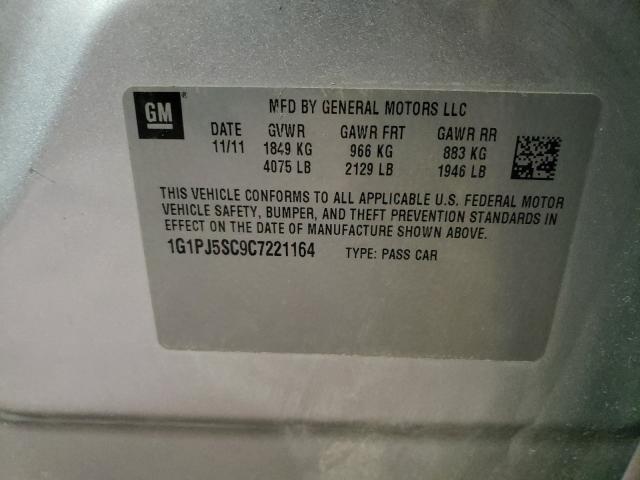 GM ®
MFD BY GENERAL MOTORS LLC
DATE GVWR GAWR FRT GAWR RR
11/11 1849 KG 966 KG 883 KG
4075 LB 2129 LB 1946 LB
THIS VEHICLE CONFORMS TO ALL APPLICABLE U.S. FEDERAL MOTOR
VEHICLE SAFETY, BUMPER, AND THEFT PREVENTION STANDARDS IN
EFFECT ON THE DATE OF MANUFACTURE SHOWN ABOVE.
1G1PJ5SC9C7221164 TYPE: PASS CAR